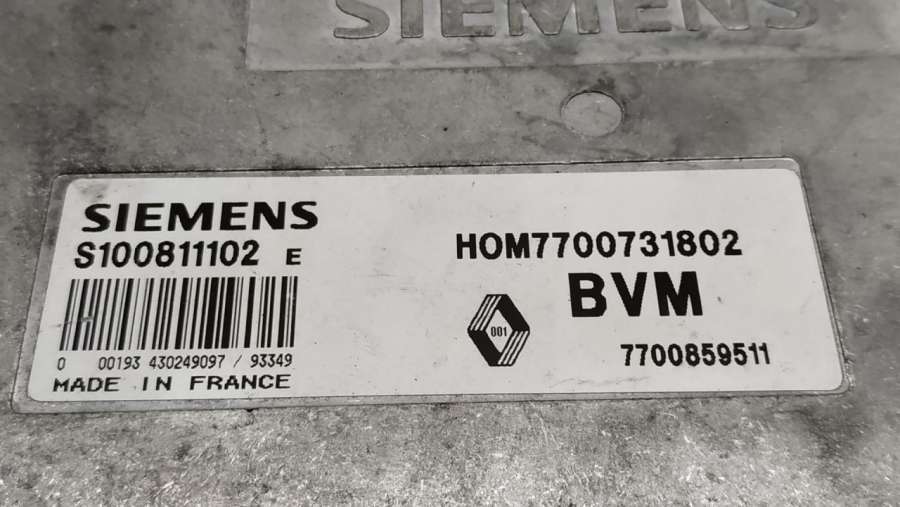 SIEMENS
SIEMENS
S100811102 E
0 00193 430249097 / 93349
MADE IN FRANCE
HOM7700731802
BVM
001
7700859511